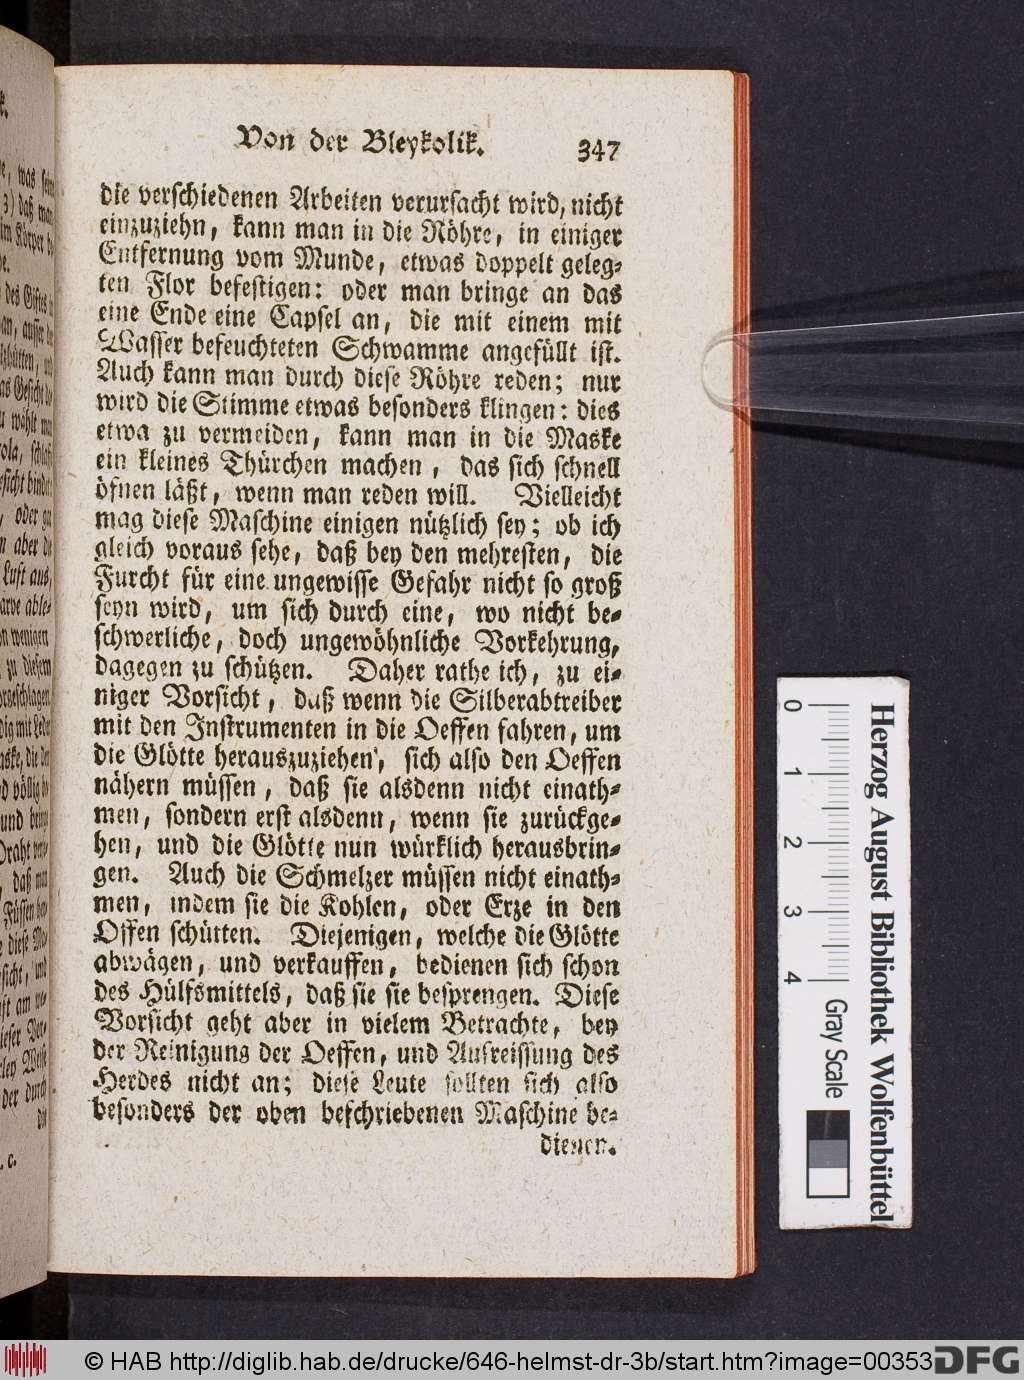 Von der Bleykolik. 347
die verschiedenen Arbeiten verursacht wird, nicht
einzuziehn, kann man in die Röhre, in einiger
Entfernung vom Munde, etwas doppelt geleg-
ten Flor befestigen: oder man bringe an das
eine Ende eine Capsel an, die mit einem mit
Wasser befeuchteten Schwamme angefüllt ist.
Auch kann man durch diese Röhre reden; nur
wird die Stimme etwas besonders klingen: dies
etwa zu vermeiden, kann man in die Maske
ein kleines Thürchen machen, das sich schnell
öfnen läßt, wenn man reden will. Vielleicht
mag diese Maschine einigen nützlich sey; ob ich
gleich voraus sehe, daß bey den mehresten, die
Furcht für eine ungewisse Gefahr nicht so groß
seyn wird, um sich durch eine, wo nicht be-
schwerliche, doch ungewöhnliche Vorkehrung,
dagegen zu schützen. Daher rathe ich, zu ei-
niger Vorsicht, daß wenn die Silberabtreiber
mit den Instrumenten in die Oeffen fahren, um
die Glötte herauszuziehen, sich also den Oeffen
nähern müssen, daß sie alsdenn nicht einath-
men, sondern erst alsdenn, wenn sie zurückge-
hen, und die Glötte nun würklich herausbrin-
gen. Auch die Schmelzer müssen nicht einath-
men, indem sie die Kohlen, oder Erze in den
Offen schütten. Diejenigen, welche die Glötte
abwägen, und verkauffen, bedienen sich schon
des Hülfsmittels, daß sie sie besprengen. Diese
Vorsicht geht aber in vielem Betrachte, bey
der Reinigung der Oeffen, und Aufreissung des
Herdes nicht an; diese Leute sollten sich also
besonders der oben beschriebenen Maschine be-
dienen.
0 1 2 3 4
Gray Scale
Herzog August Bibliothek Wolfenbüttel
© HAB http://diglib.hab.de/drucke/646-helmst-dr-3b/start.htm?image=00353
DFG